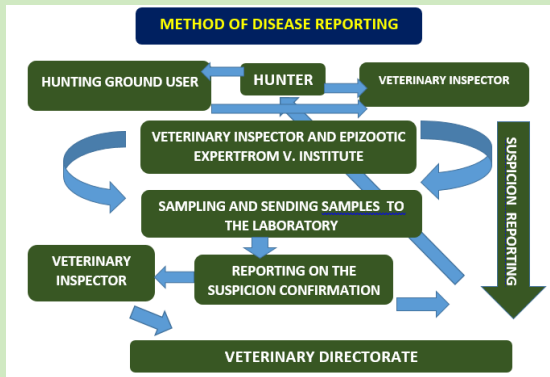 METHOD OF DISEASE REPORTING
HUNTING GROUND USER
HUNTER
VETERINARY INSPECTOR
VETERINARY INSPECTOR AND EPIZOOTIC
EXPERTFROM V. INSTITUTE
SUSPICION REPORTING
SAMPLING AND SENDING SAMPLES TO
THE LABORATORY
VETERINARY
INSPECTOR
REPORTING ON THE
SUSPICION CONFIRMATION
VETERINARY DIRECTORATE